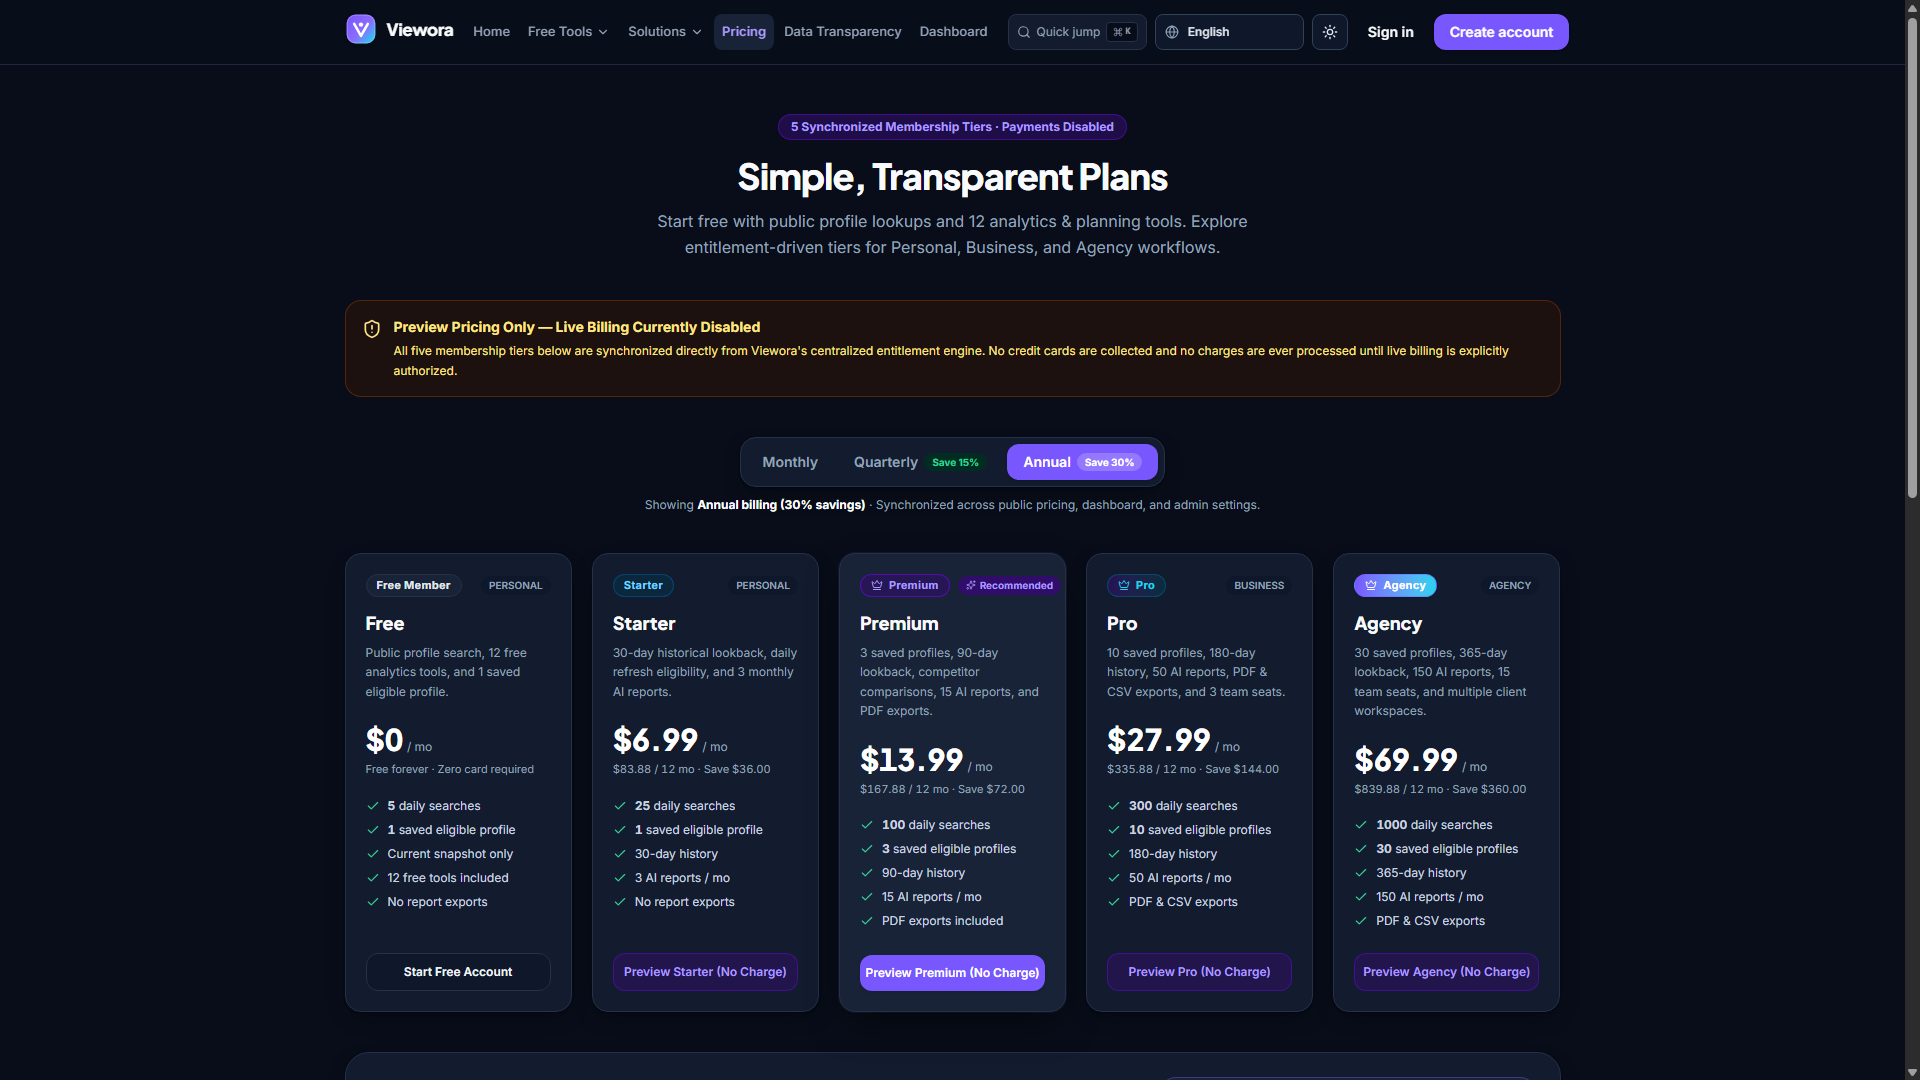 Viewora
Home
Free Tools
Solutions
Pricing
Data Transparency
Dashboard
Quick jump
⌘ K
English
Sign in
Create account
5 Synchronized Membership Tiers · Payments Disabled
Simple, Transparent Plans
Start free with public profile lookups and 12 analytics & planning tools. Explore
entitlement-driven tiers for Personal, Business, and Agency workflows.
Preview Pricing Only — Live Billing Currently Disabled
All five membership tiers below are synchronized directly from Viewora's centralized entitlement engine. No credit cards are collected and no charges are ever processed until live billing is explicitly
authorized.
Monthly
Quarterly Save 15%
Annual Save 30%
Showing Annual billing (30% savings) · Synchronized across public pricing, dashboard, and admin settings.
Free Member PERSONAL
Free
Public profile search, 12 free
analytics tools, and 1 saved
eligible profile.
$0 / mo
Free forever · Zero card required
5 daily searches
1 saved eligible profile
Current snapshot only
12 free tools included
No report exports
Start Free Account
Starter PERSONAL
Starter
30-day historical lookback, daily
refresh eligibility, and 3 monthly
AI reports.
$6.99 / mo
$83.88 / 12 mo · Save $36.00
25 daily searches
1 saved eligible profile
30-day history
3 AI reports / mo
No report exports
Preview Starter (No Charge)
Premium Recommended
Premium
3 saved profiles, 90-day
lookback, competitor
comparisons, 15 AI reports, and
PDF exports.
$13.99 / mo
$167.88 / 12 mo · Save $72.00
100 daily searches
3 saved eligible profiles
90-day history
15 AI reports / mo
PDF exports included
Preview Premium (No Charge)
Pro BUSINESS
Pro
10 saved profiles, 180-day
history, 50 AI reports, PDF &
CSV exports, and 3 team seats.
$27.99 / mo
$335.88 / 12 mo · Save $144.00
300 daily searches
10 saved eligible profiles
180-day history
50 AI reports / mo
PDF & CSV exports
Preview Pro (No Charge)
Agency AGENCY
Agency
30 saved profiles, 365-day
lookback, 150 AI reports, 15
team seats, and multiple client
workspaces.
$69.99 / mo
$839.88 / 12 mo · Save $360.00
1000 daily searches
30 saved eligible profiles
365-day history
150 AI reports / mo
PDF & CSV exports
Preview Agency (No Charge)